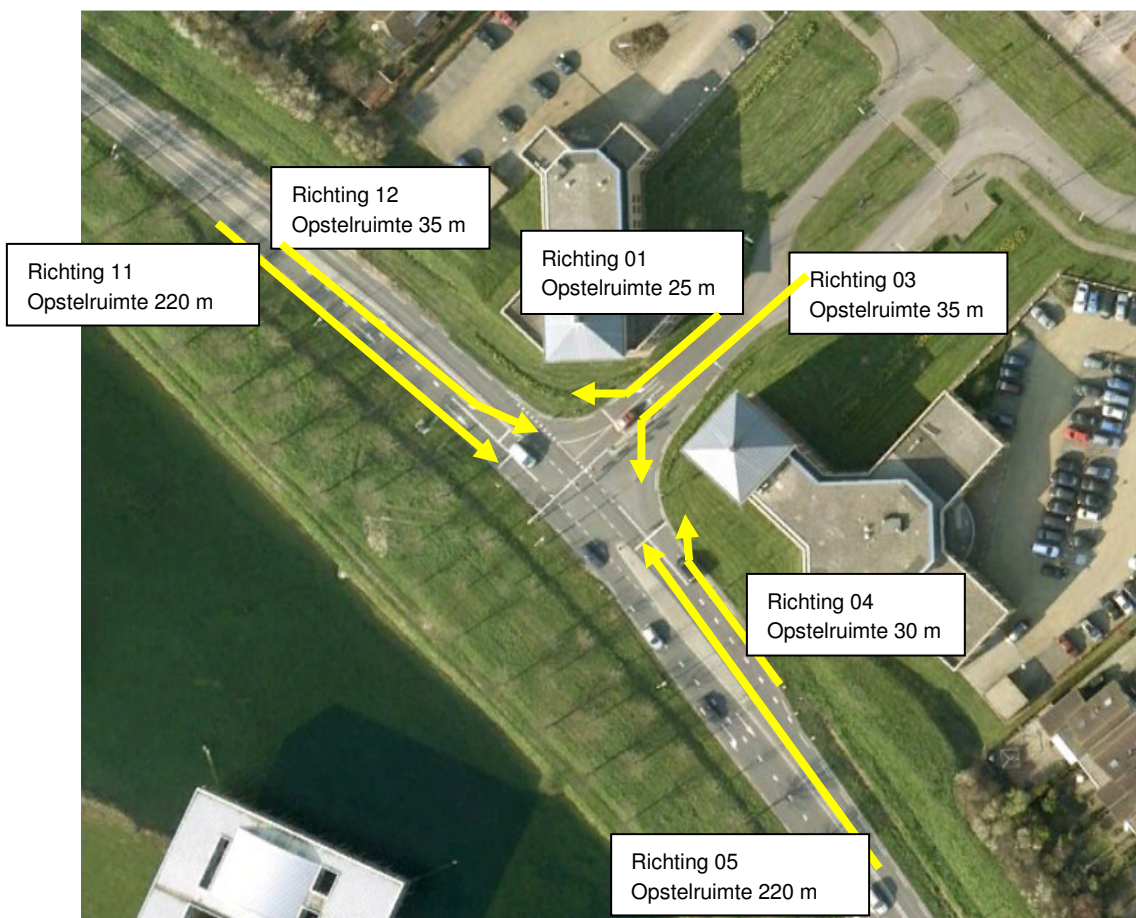 Richting 12
Opstelruimte 35 m
Richting 11
Opstelruimte 220 m
Richting 01
Opstelruimte 25 m
Richting 03
Opstelruimte 35 m
Richting 04
Opstelruimte 30 m
Richting 05
Opstelruimte 220 m